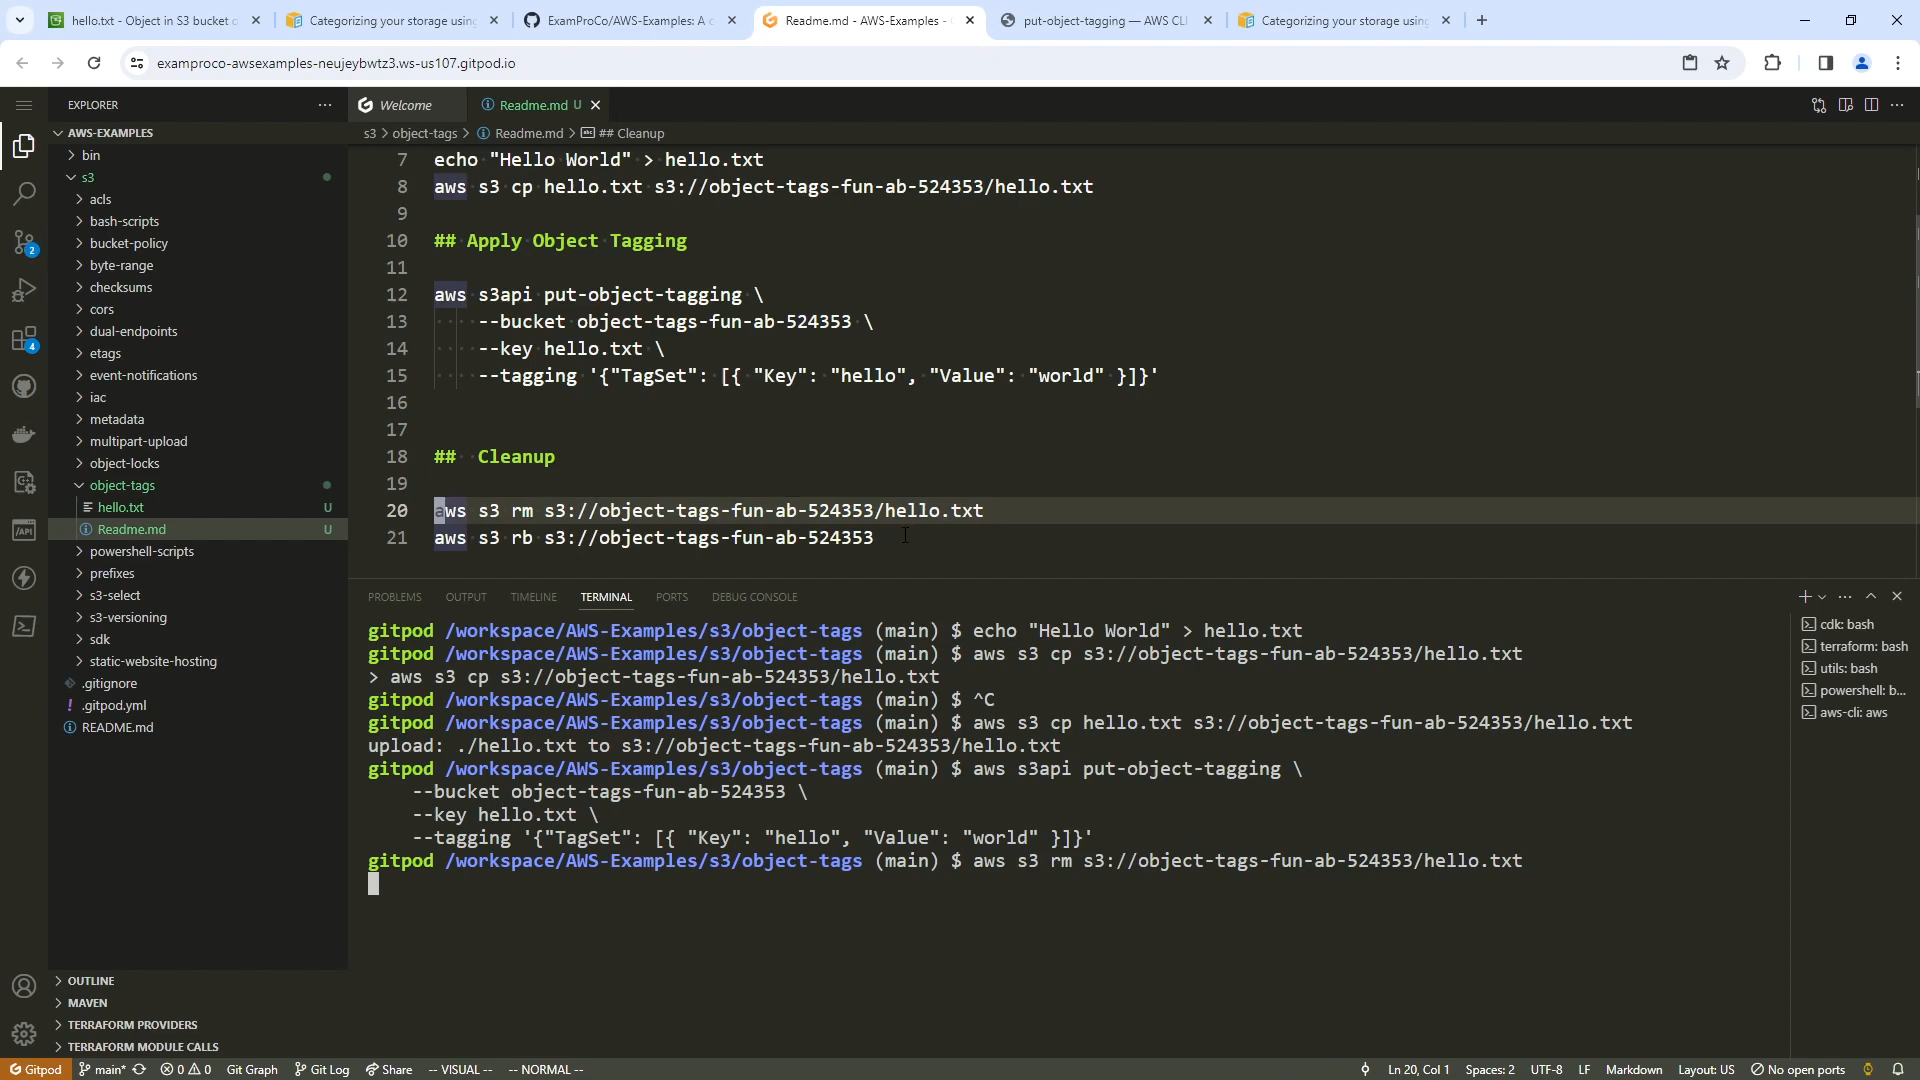 hello.txt - Object in S3 bucket o
Categorizing your storage using
ExamProCo/AWS-Examples: A c
Readme.md - AWS-Examples -
put-object-tagging — AWS CLI
Categorizing your storage using
examproco-awsexamples-neujeybwtz3.ws-us107.gitpod.io
EXPLORER
AWS-EXAMPLES
bin
s3
acls
bash-scripts
bucket-policy
byte-range
checksums
cors
dual-endpoints
etags
event-notifications
iac
metadata
multipart-upload
object-locks
object-tags
hello.txt U
Readme.md U
powershell-scripts
prefixes
s3-select
s3-versioning
sdk
static-website-hosting
.gitignore
.gitpod.yml
README.md
OUTLINE
MAVEN
TERRAFORM PROVIDERS
TERRAFORM MODULE CALLS
2
4
/API
Welcome
Readme.md U
s3 > object-tags > Readme.md > ## Cleanup
7 echo "Hello World" > hello.txt
8 aws s3 cp hello.txt s3://object-tags-fun-ab-524353/hello.txt
9
10 ## Apply Object Tagging
11
12 aws s3api put-object-tagging \
13 --bucket object-tags-fun-ab-524353 \
14 --key hello.txt \
15 --tagging '{"TagSet": [{ "Key": "hello", "Value": "world" }]}'
16
17
18 ## Cleanup
19
20 aws s3 rm s3://object-tags-fun-ab-524353/hello.txt
21 aws s3 rb s3://object-tags-fun-ab-524353
PROBLEMS OUTPUT TIMELINE TERMINAL PORTS DEBUG CONSOLE
gitpod /workspace/AWS-Examples/s3/object-tags (main) $ echo "Hello World" > hello.txt
gitpod /workspace/AWS-Examples/s3/object-tags (main) $ aws s3 cp s3://object-tags-fun-ab-524353/hello.txt
> aws s3 cp s3://object-tags-fun-ab-524353/hello.txt
gitpod /workspace/AWS-Examples/s3/object-tags (main) $ ^C
gitpod /workspace/AWS-Examples/s3/object-tags (main) $ aws s3 cp hello.txt s3://object-tags-fun-ab-524353/hello.txt
upload: ./hello.txt to s3://object-tags-fun-ab-524353/hello.txt
gitpod /workspace/AWS-Examples/s3/object-tags (main) $ aws s3api put-object-tagging \
--bucket object-tags-fun-ab-524353 \
--key hello.txt \
--tagging '{"TagSet": [{ "Key": "hello", "Value": "world" }]}'
gitpod /workspace/AWS-Examples/s3/object-tags (main) $ aws s3 rm s3://object-tags-fun-ab-524353/hello.txt
cdk: bash
terraform: bash
utils: bash
powershell: b...
aws-cli: aws
Gitpod main* 0 0 Git Graph Git Log Share -- VISUAL -- -- NORMAL -- Ln 20, Col 1 Spaces: 2 UTF-8 LF Markdown Layout: US No open ports